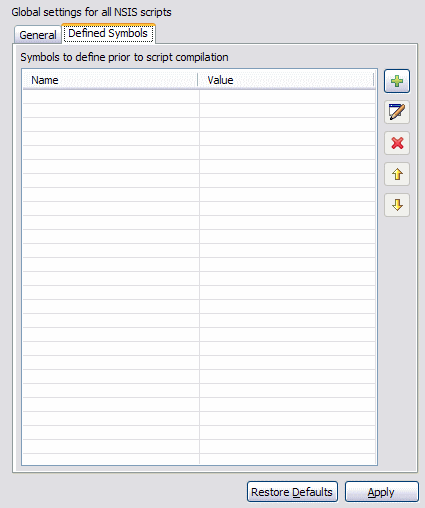 Global settings for all NSIS scripts
General Defined Symbols
Symbols to define prior to script compilation
Name Value
Restore Defaults Apply